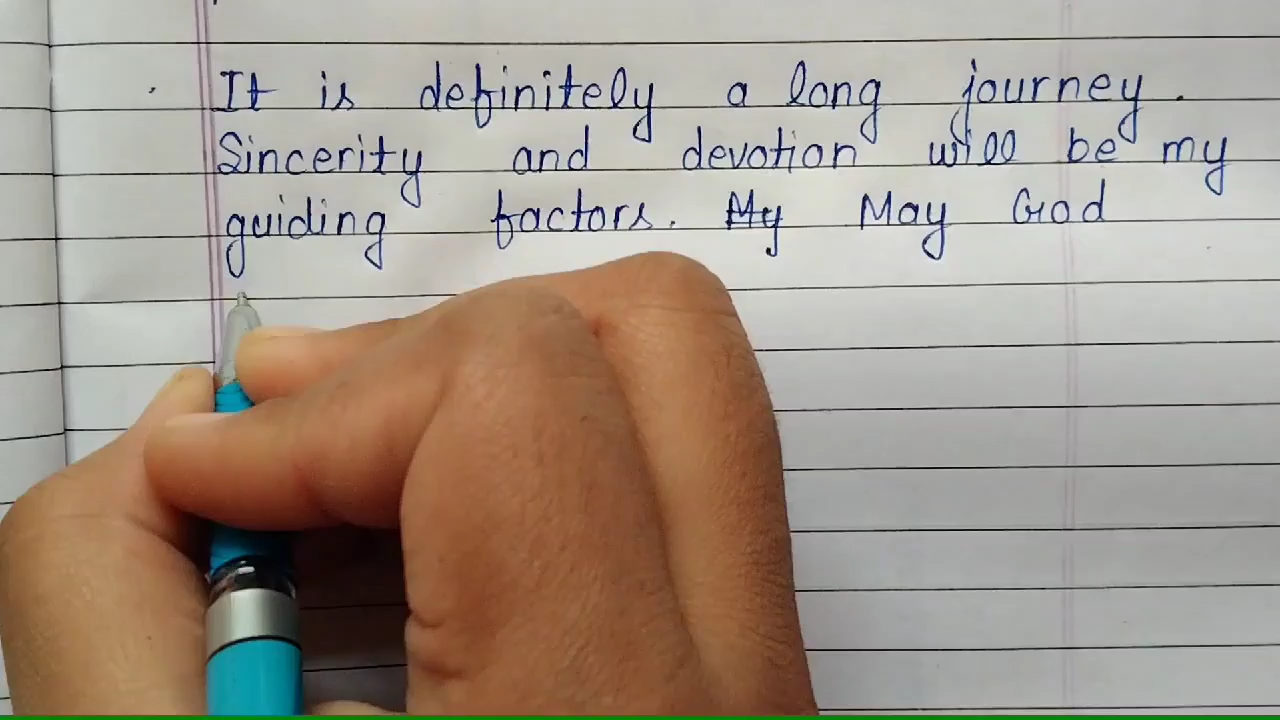 It is definitely a long journey.
Sincerity and devotion will be my
guiding factors. My May God